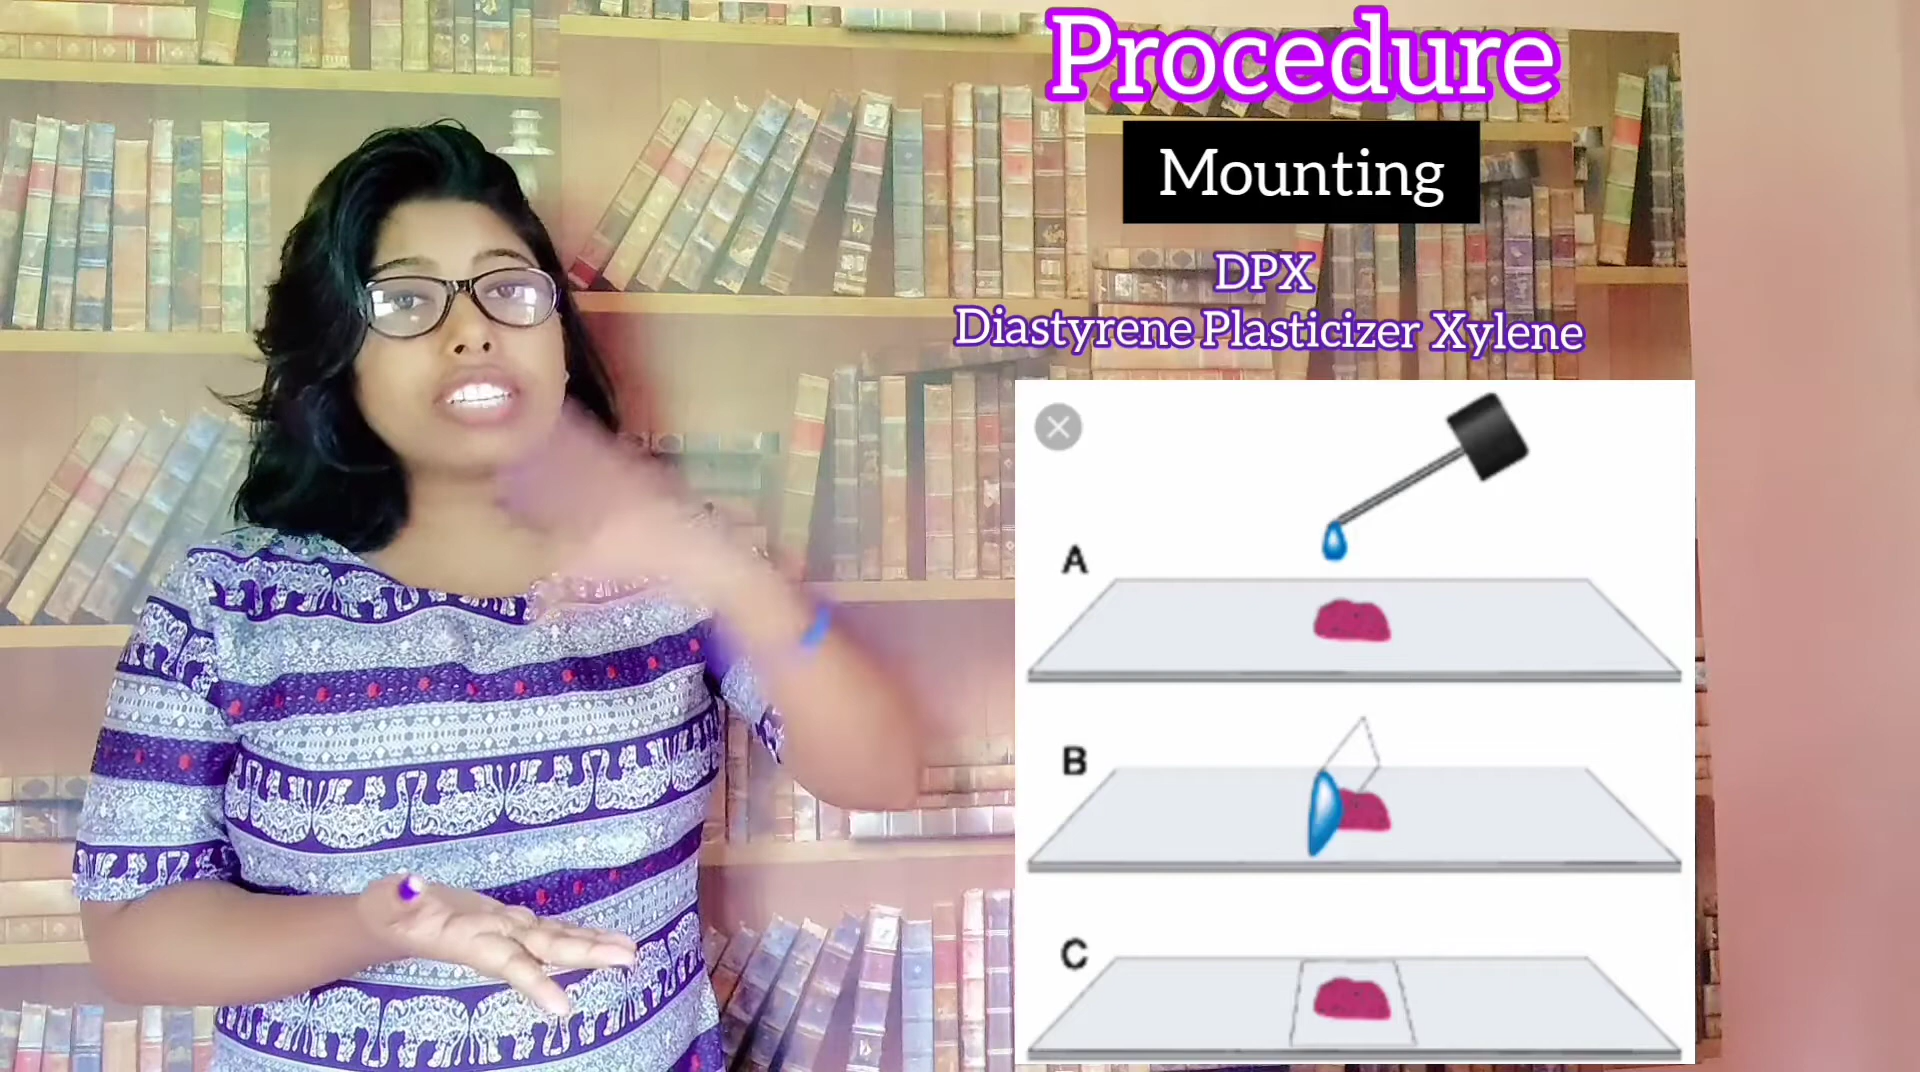 Procedure
Mounting
DPX
Diastyrene Plasticizer Xylene
A
B
C